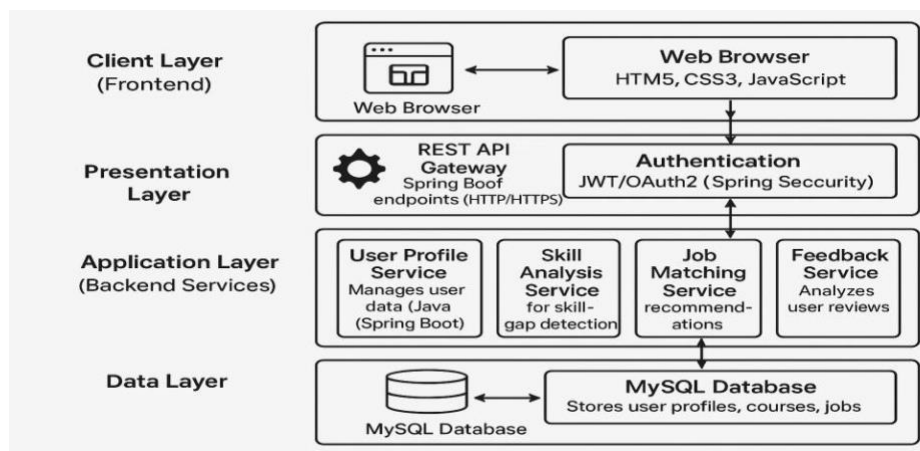 Client Layer
(Frontend)
Web Browser
Web Browser
HTM5, CSS3, JavaScript
Presentation
Layer
REST API
Gateway
Spring Boof
endpoints (HTTP/HTTPS)
Authentication
JWT/OAuth2 (Spring Seccurity)
Application Layer
(Backend Services)
User Profile
Service
Manages user
data (Java
(Spring Boot)
Skill
Analysis
Service
for skill-
gap detection
Job
Matching
Service
recommend-
ations
Feedback
Service
Analyzes
user reviews
Data Layer
MySQL Database
MySQL Database
Stores user profiles, courses, jobs